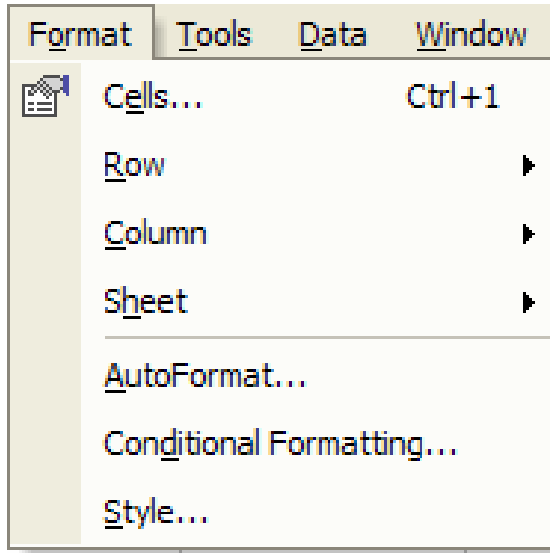 Format Tools Data Window
Cells... Ctrl+1
Row
Column
Sheet
AutoFormat...
Conditional Formatting...
Style...